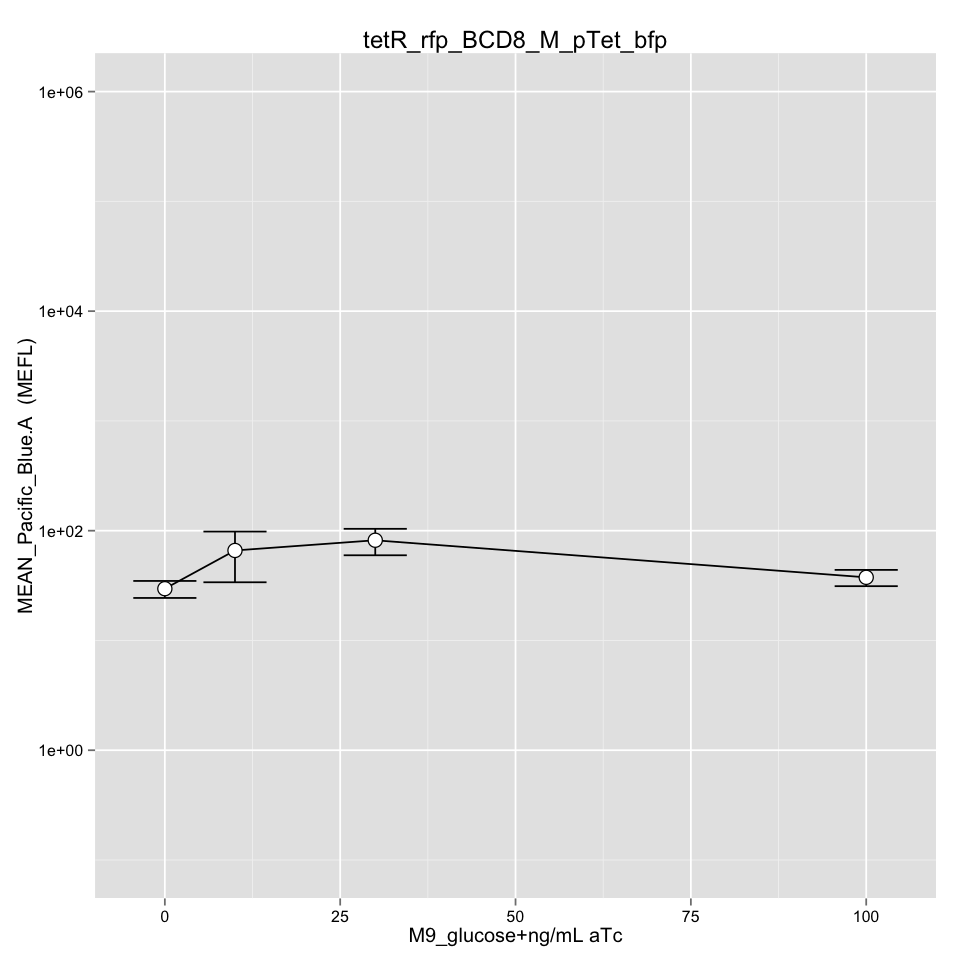 tetR_rfp_BCD8_M_pTet_bfp
MEAN_Pacific_Blue.A (MEFL)
1e+06
1e+04
1e+02
1e+00
0 25 50 75 100
M9_glucose+ng/mL aTc